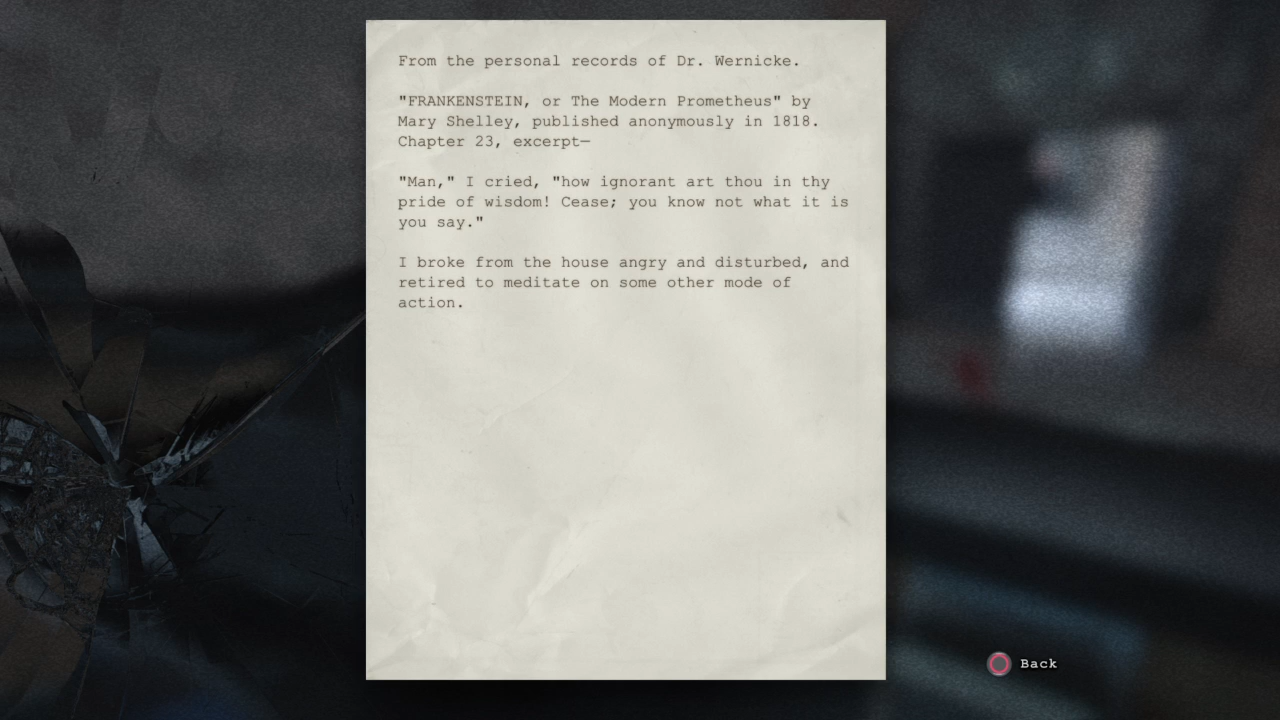 From the personal records of Dr. Wernicke.
"FRANKENSTEIN, or The Modern Prometheus" by
Mary Shelley, published anonymously in 1818.
Chapter 23, excerpt—
"Man," I cried, "how ignorant art thou in thy
pride of wisdom! Cease; you know not what it is
you say."
I broke from the house angry and disturbed, and
retired to meditate on some other mode of
action.
Back